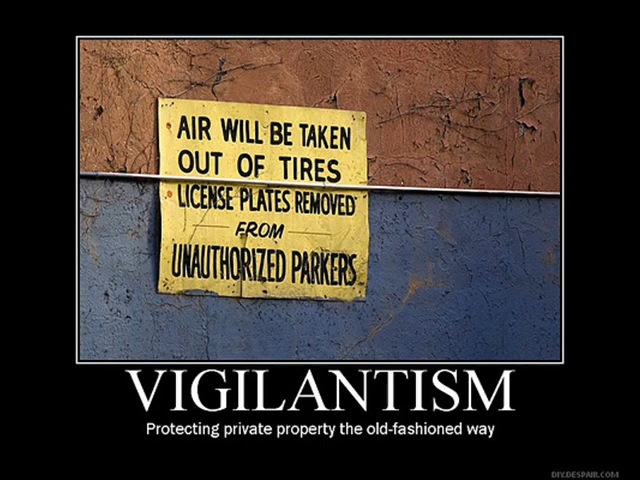 AIR WILL BE TAKEN
OUT OF TIRES
LICENSE PLATES REMOVED
FROM
UNAUTHORIZED PARKERS
VIGILANTISM
Protecting private property the old-fashioned way
DIY.DESPAIR.COM